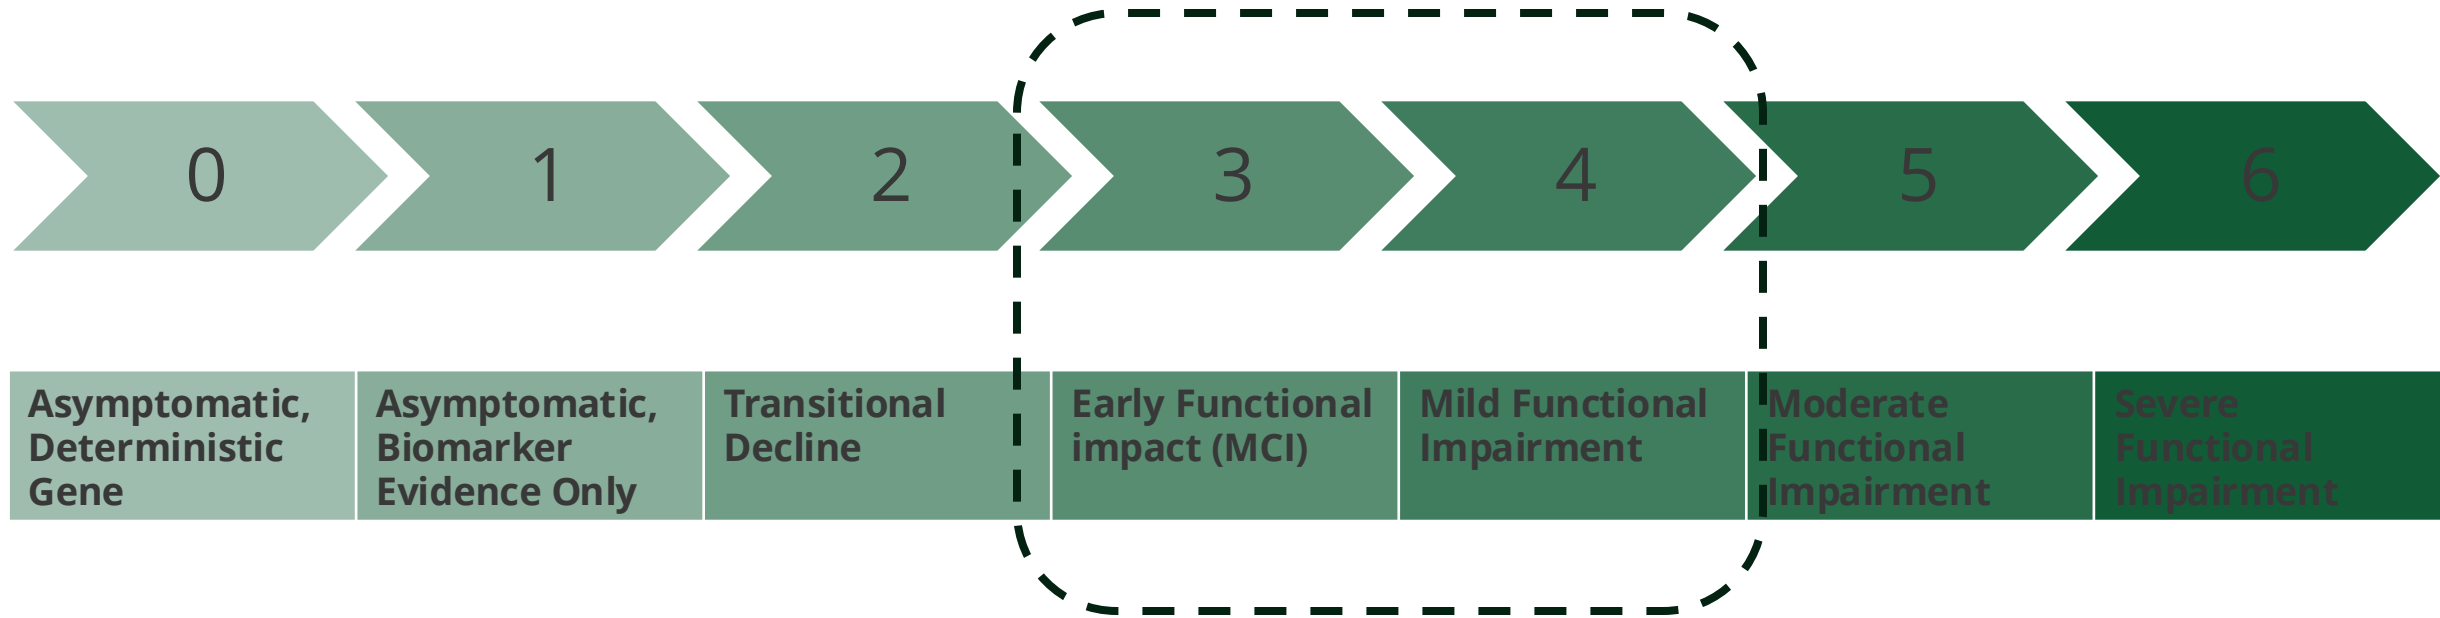 0
1
2
3
4
5
6
Asymptomatic,
Deterministic
Gene
Asymptomatic,
Biomarker
Evidence Only
Transitional
Decline
Early Functional
impact (MCI)
Mild Functional
Impairment
Moderate
Functional
Impairment
Severe
Functional
Impairment